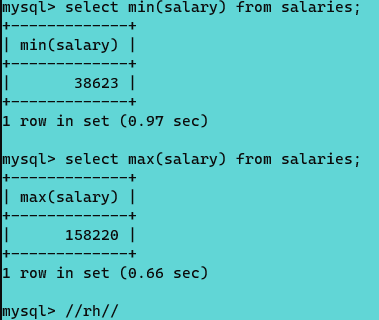 mysql> select min(salary) from salaries;
+-------------+
| min(salary) |
+-------------+
|       38623 |
+-------------+
1 row in set (0.97 sec)

mysql> select max(salary) from salaries;
+-------------+
| max(salary) |
+-------------+
|      158220 |
+-------------+
1 row in set (0.66 sec)

mysql> //rh//